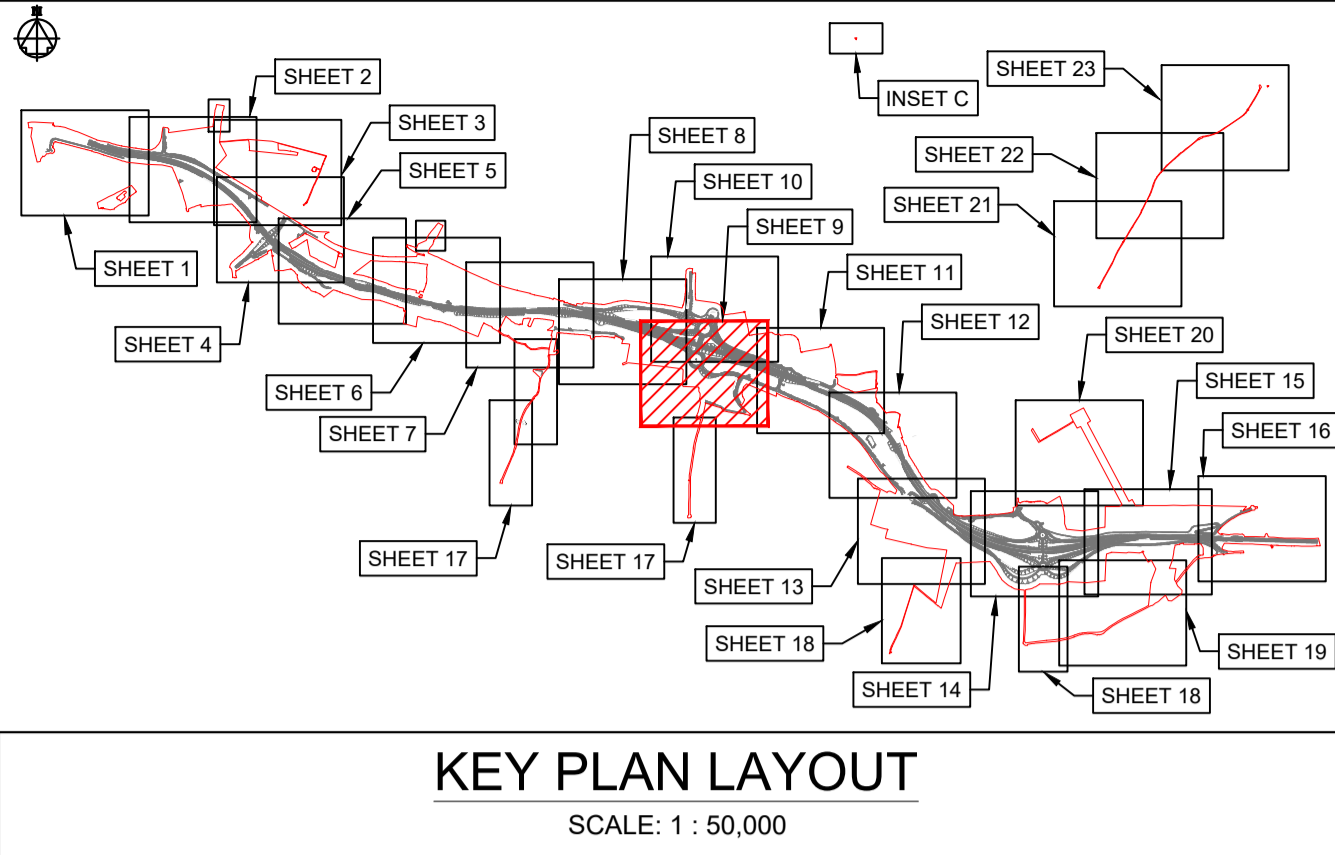 SHEET 2
SHEET 3
SHEET 5
SHEET 8
SHEET 10
SHEET 9
INSET C
SHEET 23
SHEET 22
SHEET 21
SHEET 1
SHEET 4
SHEET 6
SHEET 7
SHEET 11
SHEET 12
SHEET 20
SHEET 15
SHEET 16
SHEET 17
SHEET 17
SHEET 13
SHEET 18
SHEET 14
SHEET 18
SHEET 19
KEY PLAN LAYOUT
SCALE: 1 : 50,000